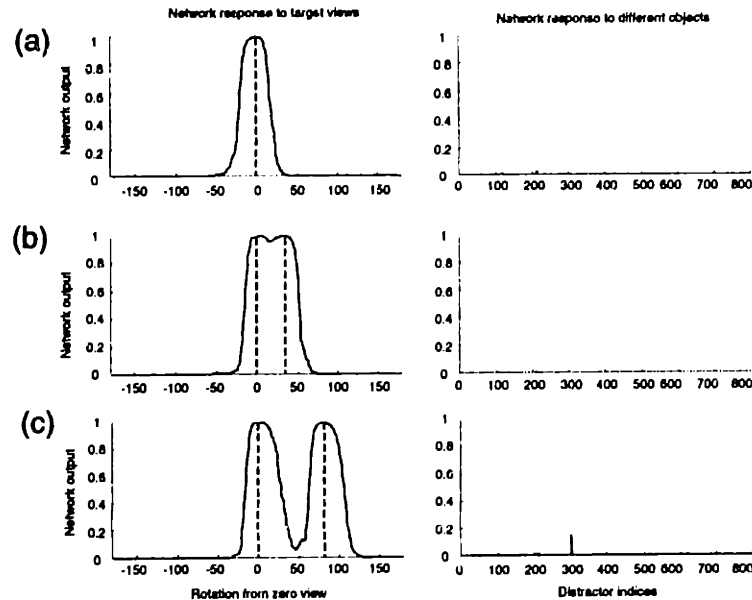 Network response to target views
Network response to different objects
(a)
Network output
1
0.8
0.6
0.4
0.2
0
-150 -100 -50 0 50 100 150
1
0.8
0.6
0.4
0.2
0
0 100 200 300 400 500 600 700 800
(b)
Network output
1
0.8
0.6
0.4
0.2
0
-150 -100 -50 0 50 100 150
1
0.8
0.6
0.4
0.2
0
0 100 200 300 400 500 600 700 800
(c)
Network output
1
0.8
0.6
0.4
0.2
0
-150 -100 -50 0 50 100 150
Rotation from zero view
1
0.8
0.6
0.4
0.2
0
0 100 200 300 400 500 600 700 800
Distractor indices